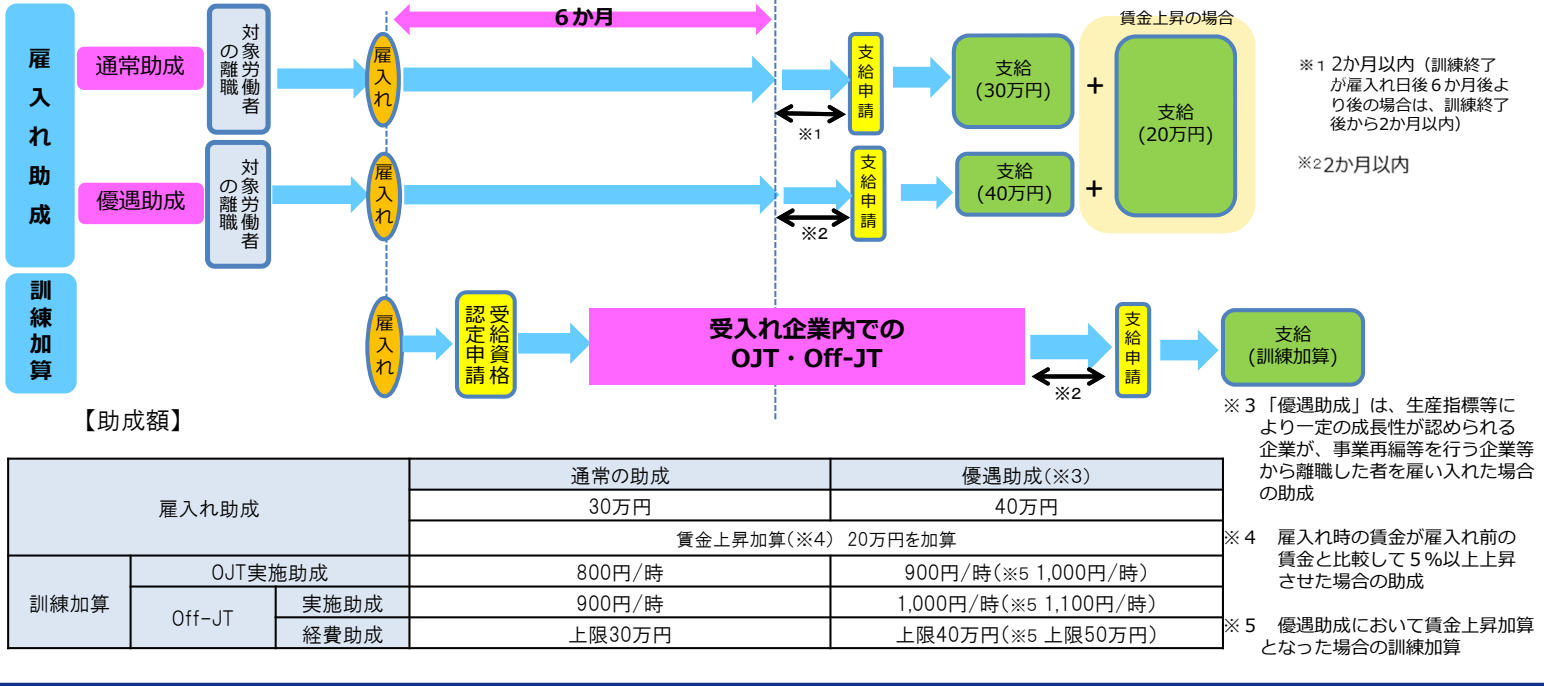 6か月
賃金上昇の場合
雇入れ助成
通常助成
対象労働者
の離職
雇入れ
※1
支給申請
支給
(30万円)
+
支給
(20万円)
※1 2か月以内（訓練終了
が雇入れ日後６か月後よ
り後の場合は、訓練終了
後から2か月以内）
※2 2か月以内
優遇助成
対象労働者
の離職
雇入れ
※2
支給申請
支給
(40万円)
+
訓練加算
雇入れ
受給資格
認定申請
受入れ企業内での
OJT・Off-JT
※2
支給申請
支給
(訓練加算)
【助成額】
※３「優遇助成」は、生産指標等に
より一定の成長性が認められる
企業が、事業再編等を行う企業等
から離職した者を雇い入れた場合
の助成
※４　雇入れ時の賃金が雇入れ前の
賃金と比較して５％以上上昇
させた場合の助成
※５　優遇助成において賃金上昇加算
となった場合の訓練加算
雇入れ助成
通常の助成
優遇助成(※3)
30万円
40万円
賃金上昇加算(※4)　20万円を加算
訓練加算
OJT実施助成
800円/時
900円/時(※5 1,000円/時)
Off-JT
実施助成
900円/時
1,000円/時(※5 1,100円/時)
経費助成
上限30万円
上限40万円(※5 上限50万円)